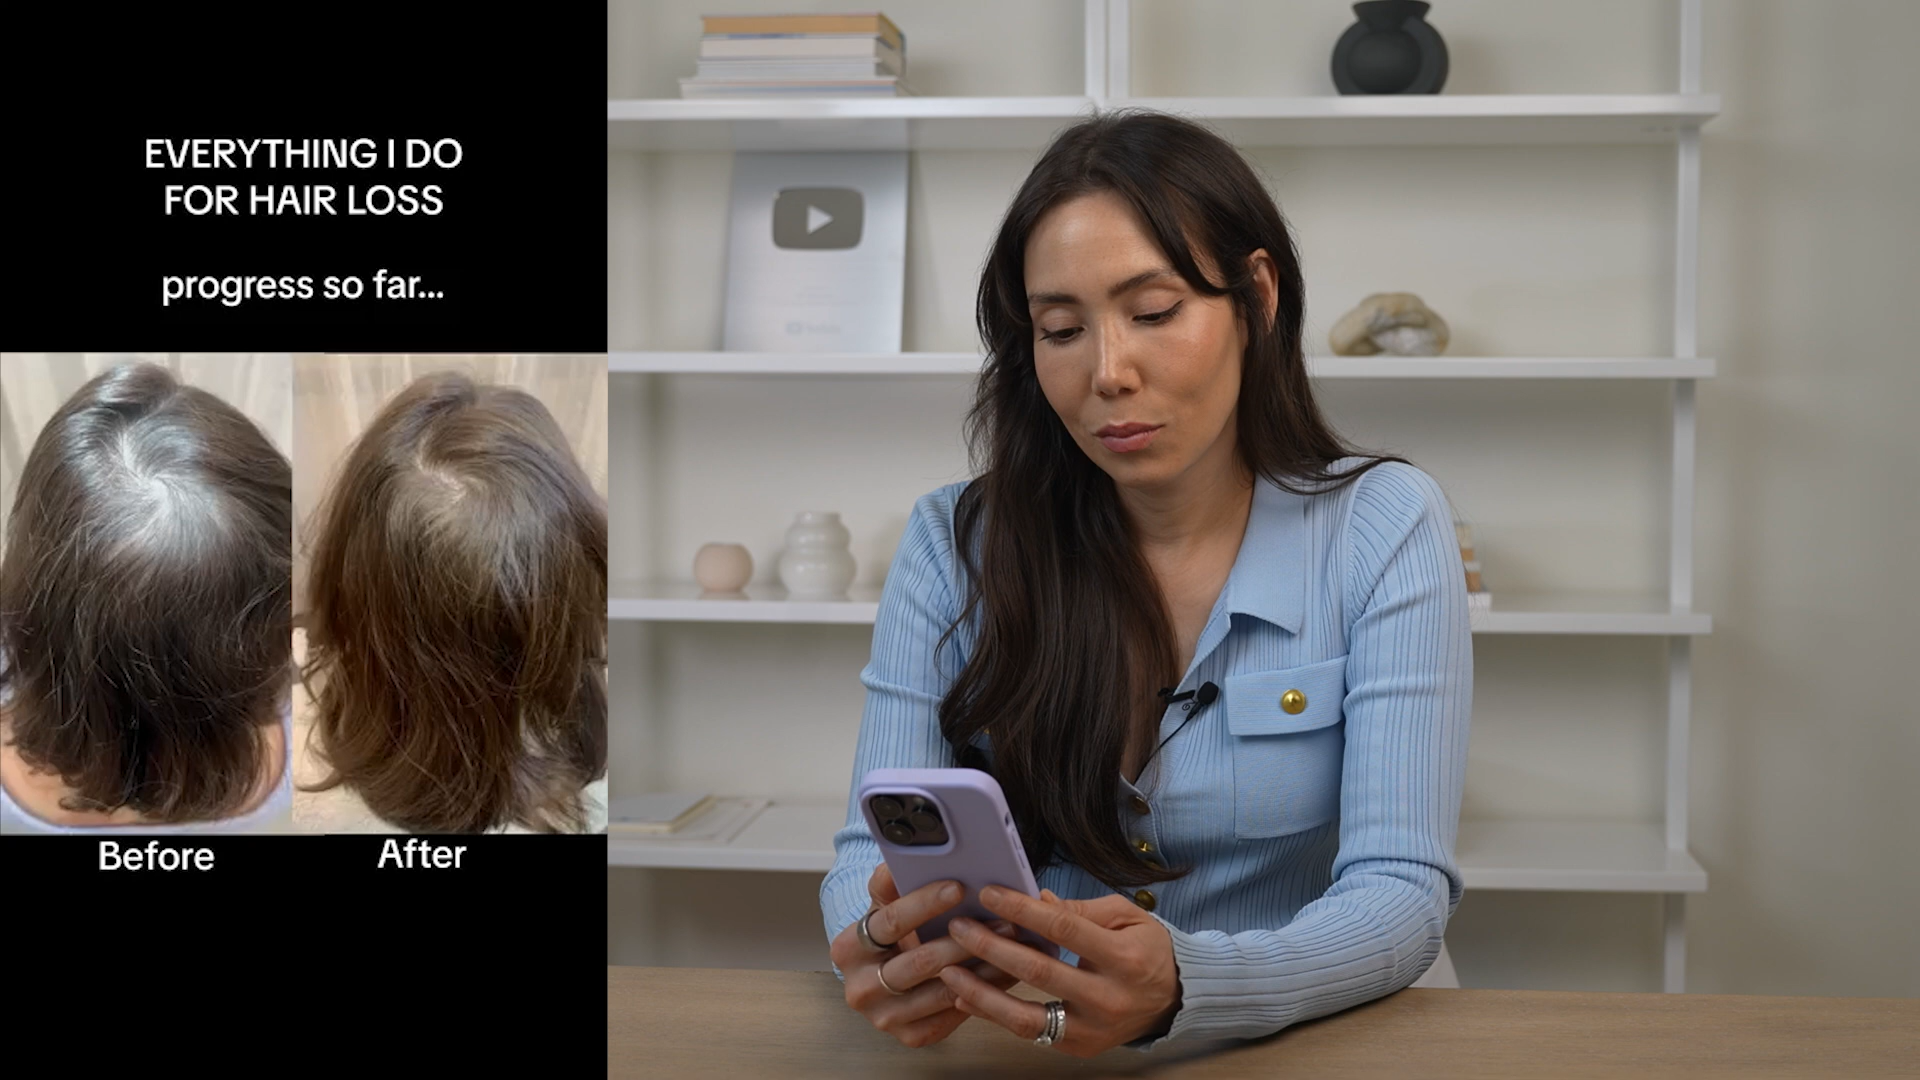 EVERYTHING I DO
FOR HAIR LOSS
progress so far...
Before
After